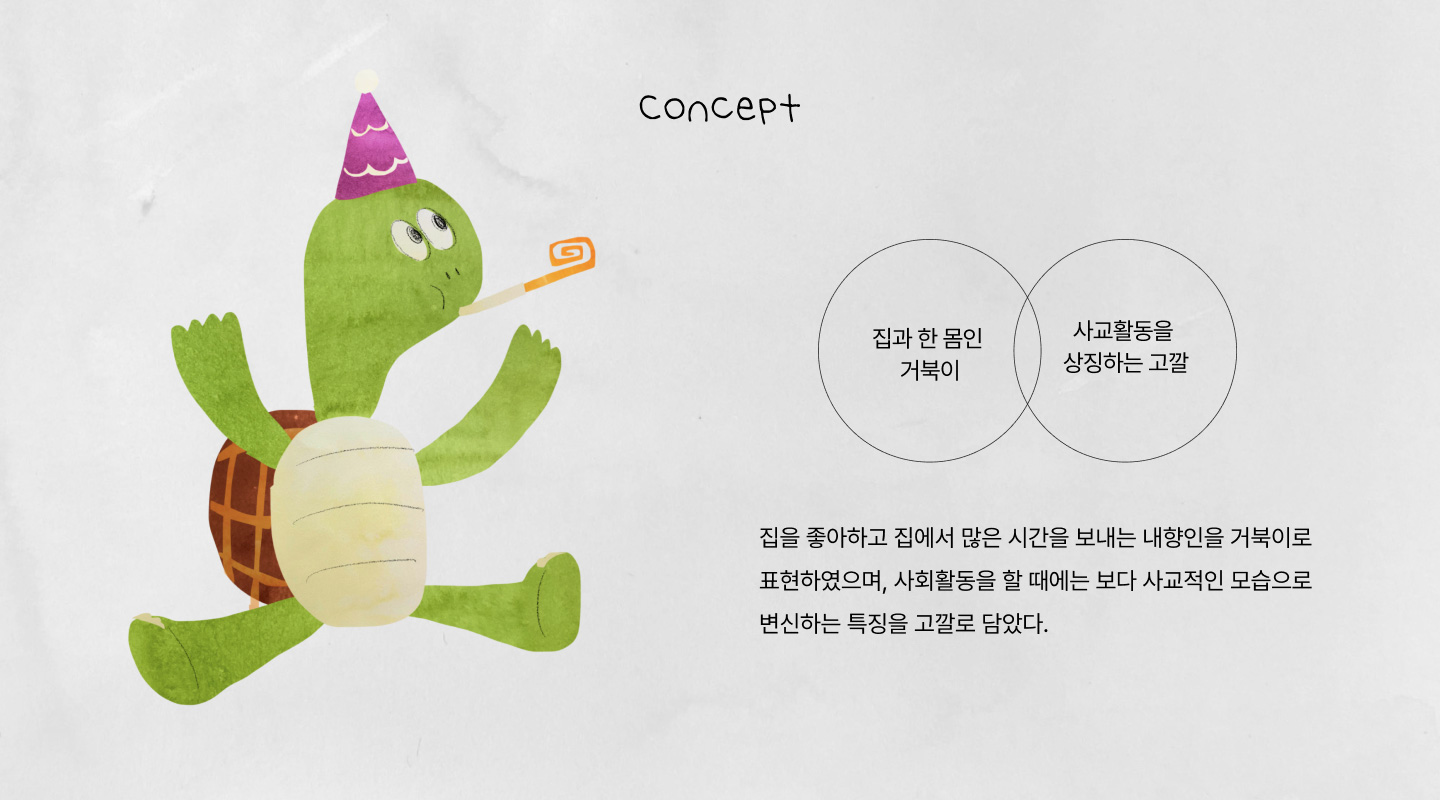 concept
집과 한 몸인
거북이
사교활동을
상징하는 고깔
집을 좋아하고 집에서 많은 시간을 보내는 내향인을 거북이로
표현하였으며, 사회활동을 할 때에는 보다 사교적인 모습으로
변신하는 특징을 고깔로 담았다.